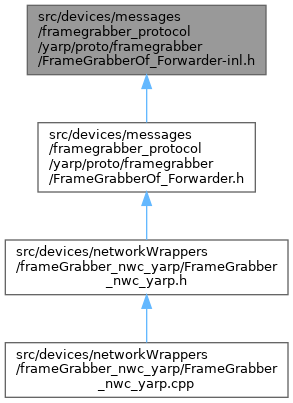 src/devices/messages
/framegrabber_protocol
/yarp/proto/framegrabber
/FrameGrabberOf_Forwarder-inl.h
src/devices/messages
/framegrabber_protocol
/yarp/proto/framegrabber
/FrameGrabberOf_Forwarder.h
src/devices/networkWrappers
/frameGrabber_nwc_yarp/FrameGrabber
_nwc_yarp.h
src/devices/networkWrappers
/frameGrabber_nwc_yarp/FrameGrabber
_nwc_yarp.cpp